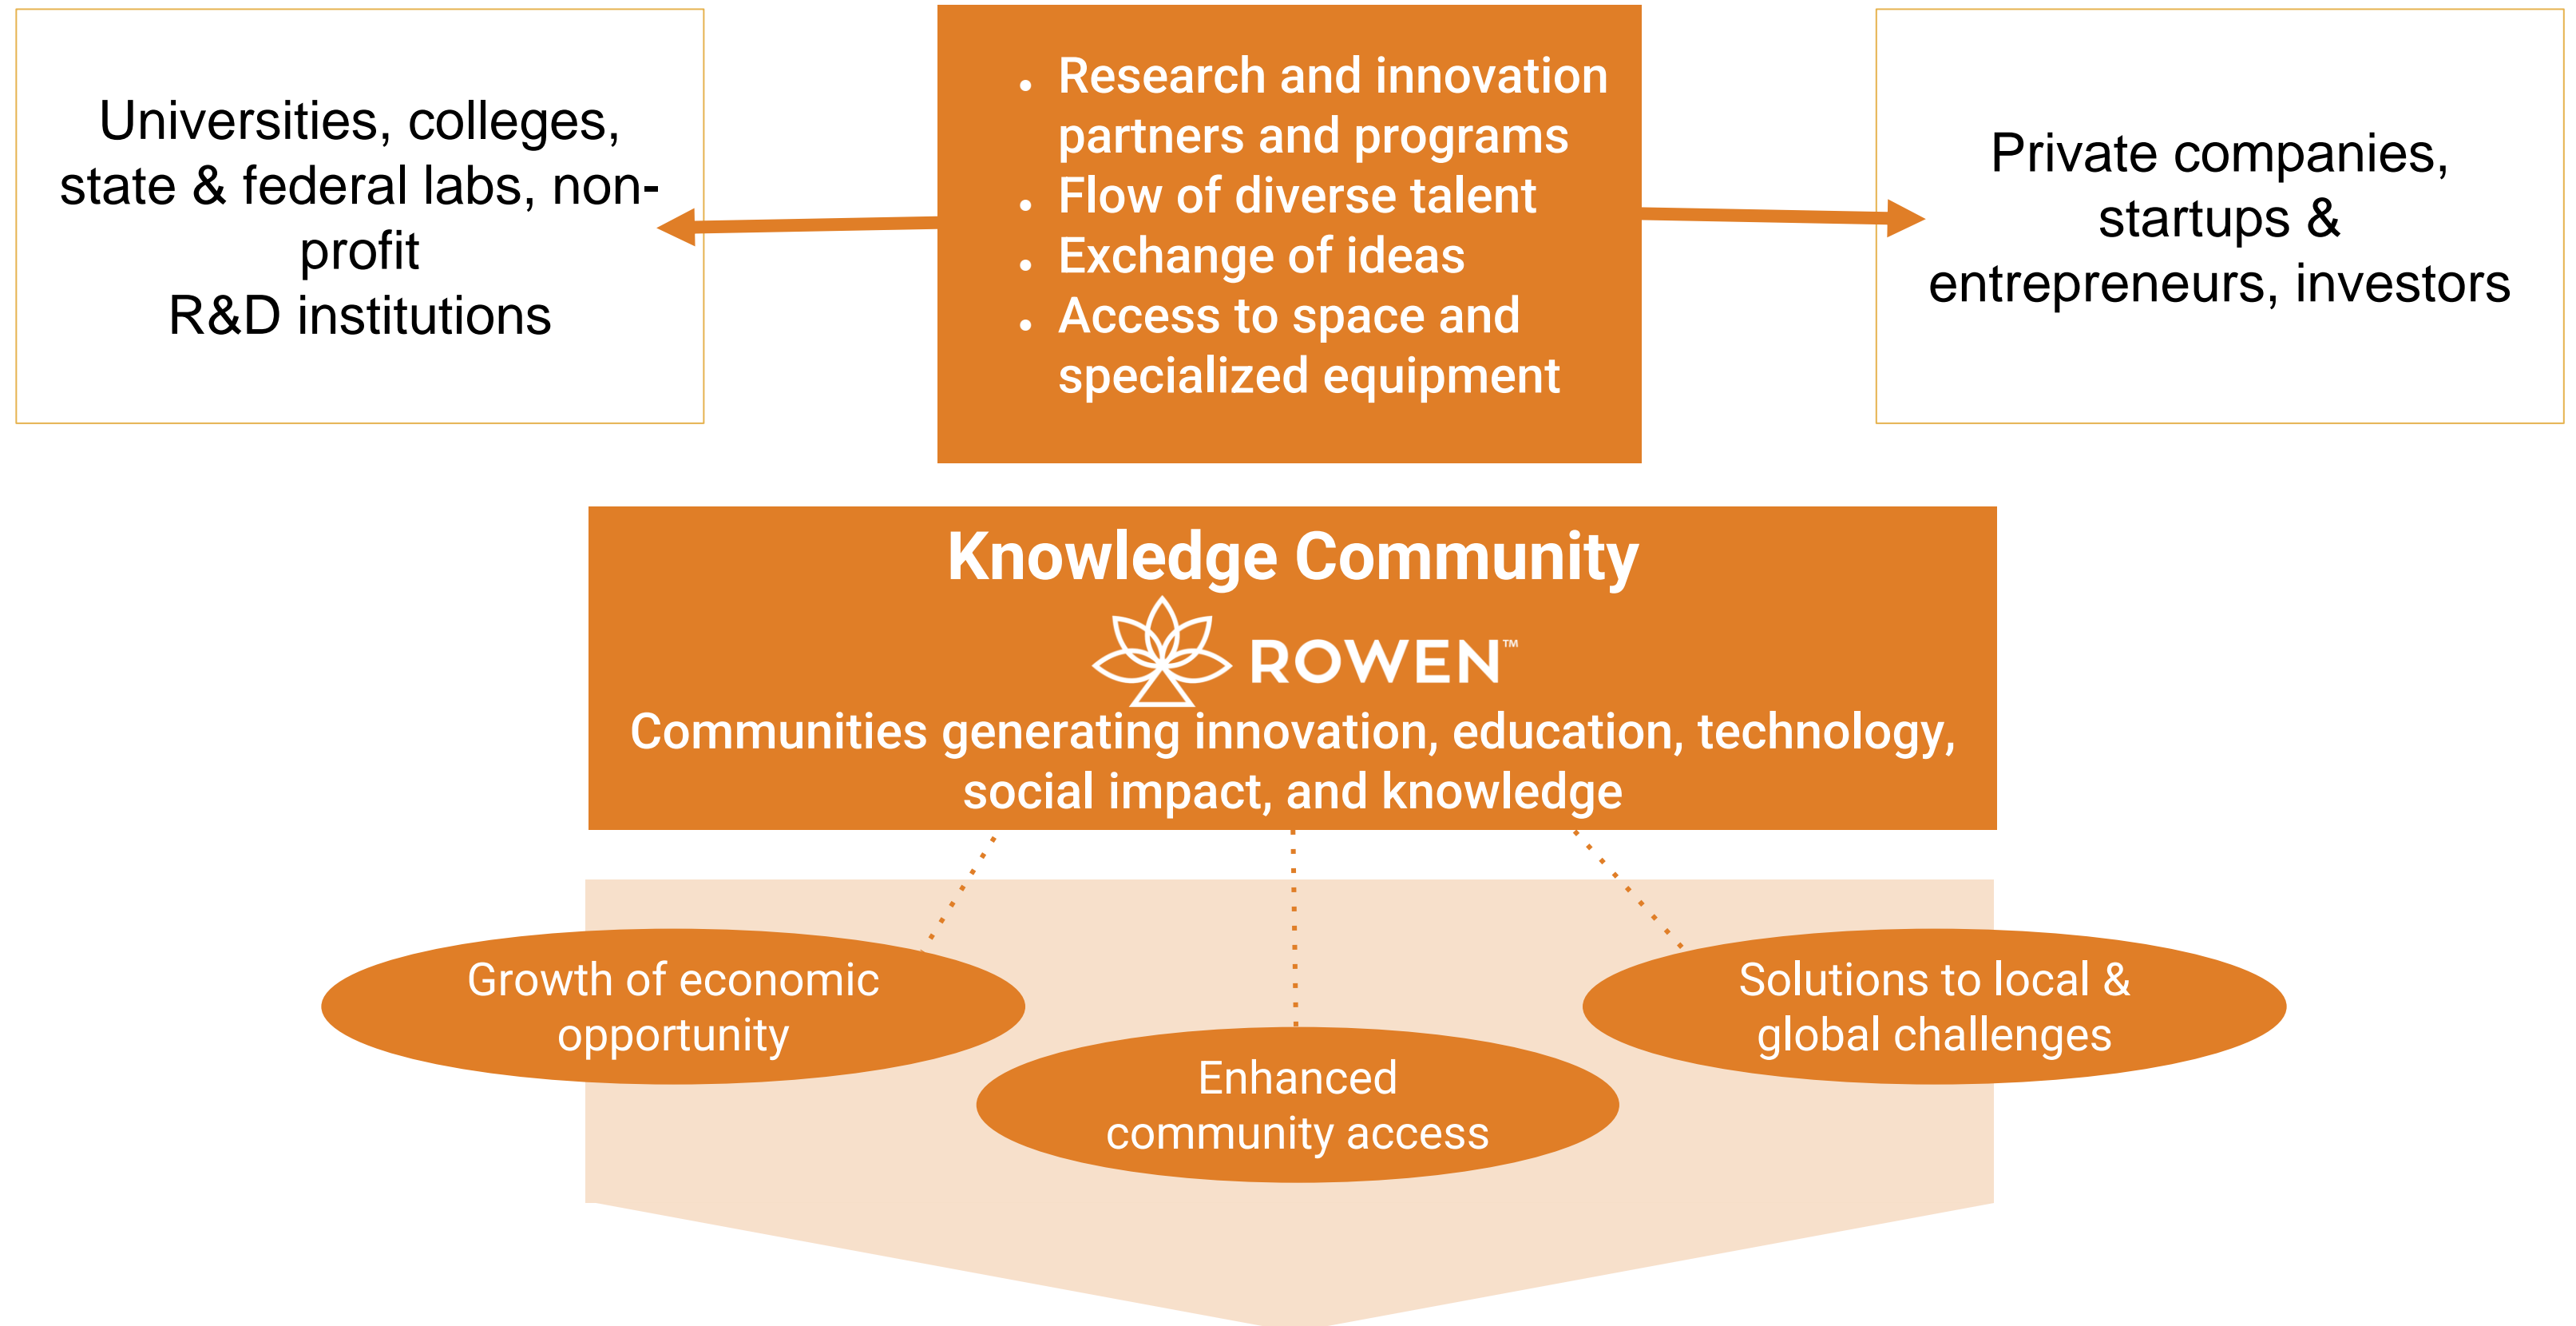 Universities, colleges,
state & federal labs, non-
profit
R&D institutions
• Research and innovation
partners and programs
• Flow of diverse talent
• Exchange of ideas
• Access to space and
specialized equipment
Private companies,
startups &
entrepreneurs, investors
Knowledge Community
ROWEN™
Communities generating innovation, education, technology,
social impact, and knowledge
Growth of economic
opportunity
Enhanced
community access
Solutions to local &
global challenges